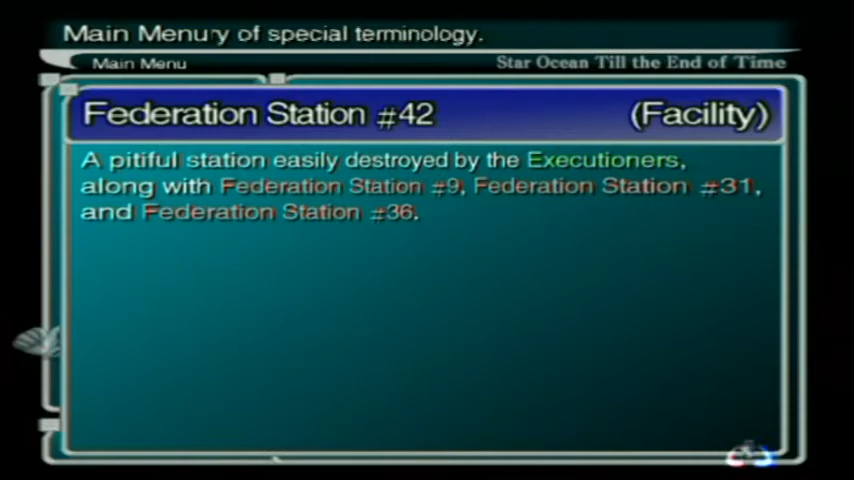 Main Menury of special terminology.
Main Menu
Star Ocean Till the End of Time
Federation Station #42 (Facility)
A pitiful station easily destroyed by the Executioners,
along with Federation Station #9, Federation Station #31,
and Federation Station #36.